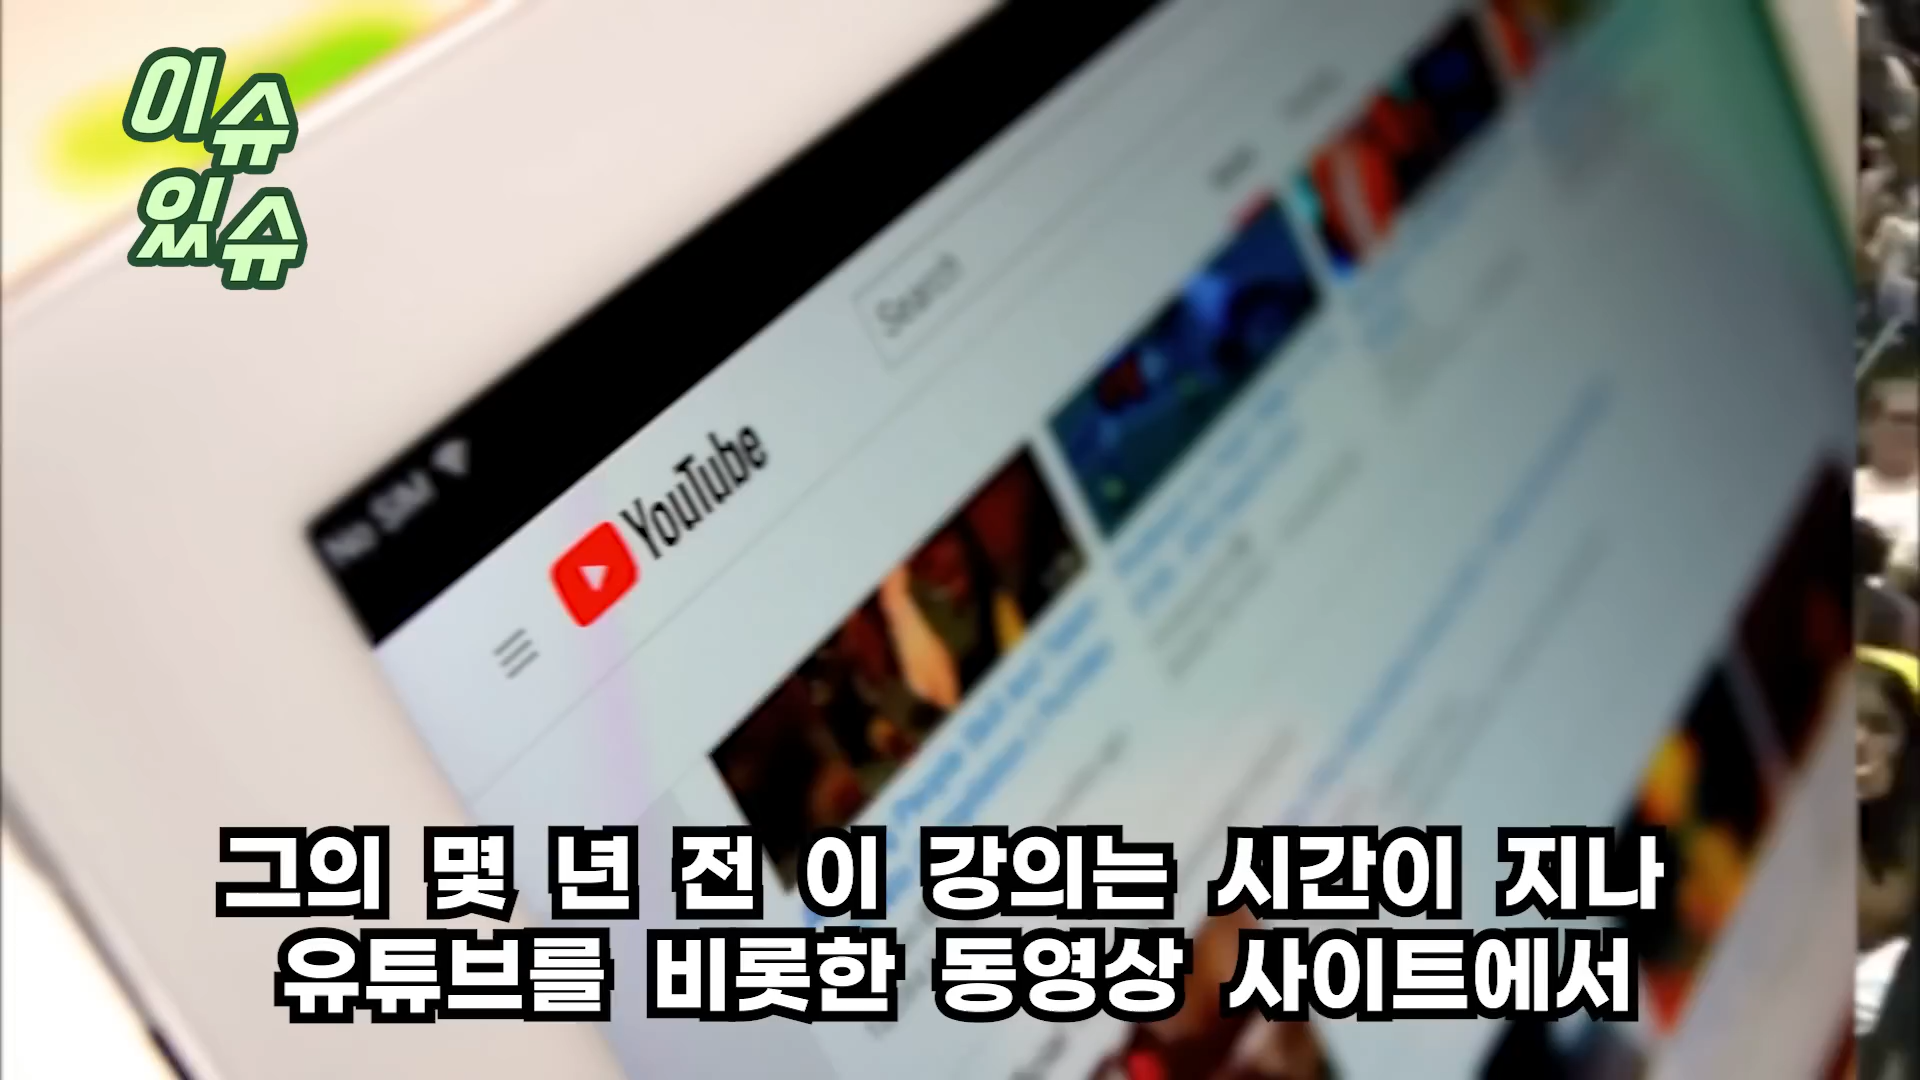 이슈
있슈
Search
No SIM
YouTube
그의 몇 년 전 이 강의는 시간이 지나
유튜브를 비롯한 동영상 사이트에서